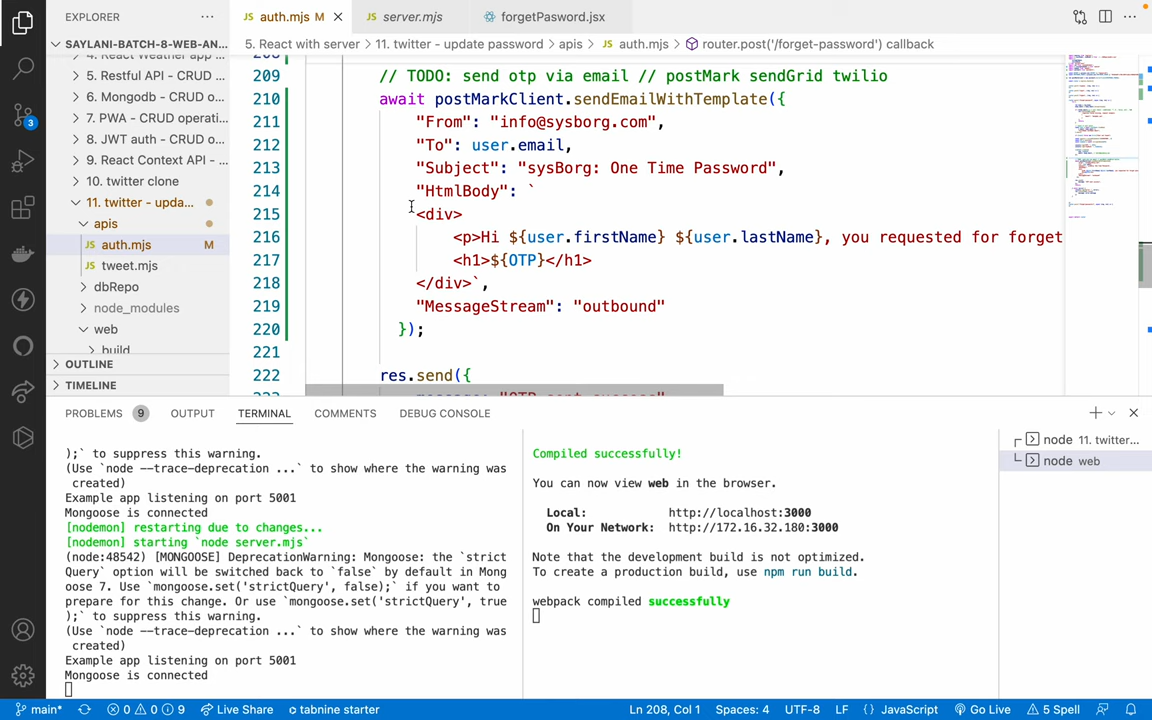 EXPLORER
auth.mjs M
server.mjs
forgetPasword.jsx
SAYLANI-BATCH-8-WEB-AN...
5. React with server > 11. twitter - update password > apis > JS auth.mjs > router.post('/forget-password') callback
4. React Weather app ...
5. Restful API - CRUD ...
6. Mongodb - CRUD o...
7. PWA - CRUD operati...
8. JWT auth - CRUD o...
9. React Context API - ...
10. twitter clone
11. twitter - upda...
apis
JS auth.mjs M
JS tweet.mjs
dbRepo
node_modules
web
build
OUTLINE
TIMELINE
209 // TODO: send otp via email // postMark sendGrid twilio
210 await postMarkClient.sendEmailWithTemplate({
211 "From": "info@sysborg.com",
212 "To": user.email,
213 "Subject": "sysBorg: One Time Password",
214 "HtmlBody": `
215 <div>
216 <p>Hi ${user.firstName} ${user.lastName}, you requested for forget
217 <h1>${OTP}</h1>
218 </div>`,
219 "MessageStream": "outbound"
220 });
221
222 res.send({
PROBLEMS 9 OUTPUT TERMINAL COMMENTS DEBUG CONSOLE
);` to suppress this warning.
(Use `node --trace-deprecation ...` to show where the warning was
created)
Example app listening on port 5001
Mongoose is connected
[nodemon] restarting due to changes...
[nodemon] starting `node server.mjs`
(node:48542) [MONGOOSE] DeprecationWarning: Mongoose: the `strict
Query` option will be switched back to `false` by default in Mong
oose 7. Use `mongoose.set('strictQuery', false);` if you want to
prepare for this change. Or use `mongoose.set('strictQuery', true
);` to suppress this warning.
(Use `node --trace-deprecation ...` to show where the warning was
created)
Example app listening on port 5001
Mongoose is connected
Compiled successfully!
You can now view web in the browser.
Local: http://localhost:3000
On Your Network: http://172.16.32.180:3000
Note that the development build is not optimized.
To create a production build, use npm run build.
webpack compiled successfully
node 11. twitter...
node web
3
main* 0 0 9 Live Share tabnine starter
Ln 208, Col 1 Spaces: 4 UTF-8 LF {} JavaScript Go Live 5 Spell